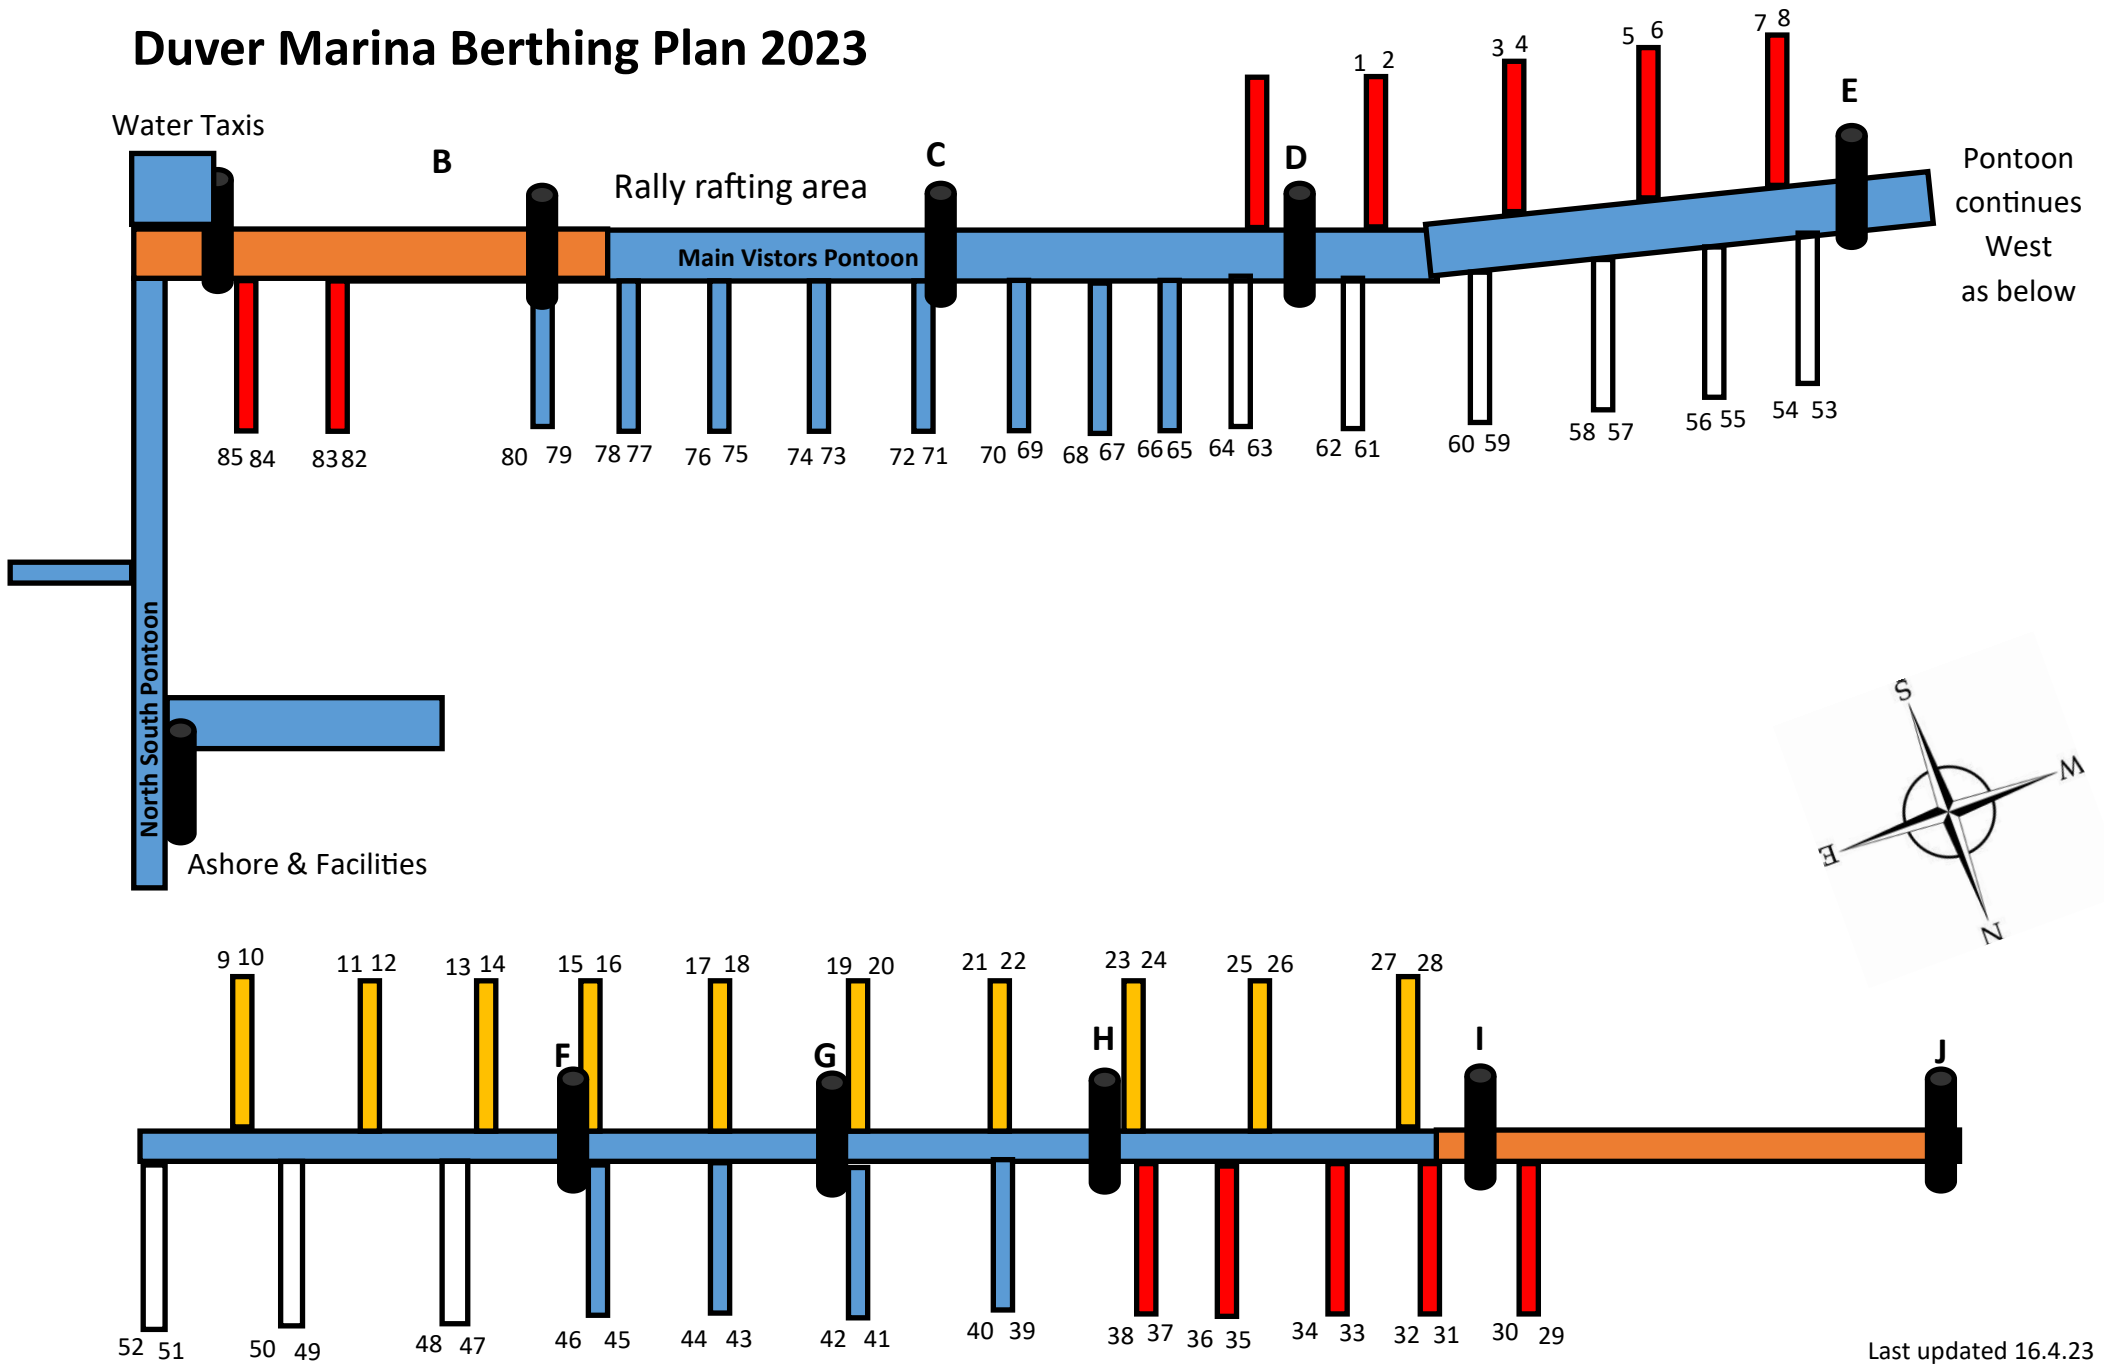 Duver Marina Berthing Plan 2023
Water Taxis
B
Rally rafting area
C
D
E
1 2
3 4
5 6
7 8
Pontoon
continues
West
as below
Main Vistors Pontoon
85 84
83 82
80 79
78 77
76 75
74 73
72 71
70 69
68 67
66 65
64 63
62 61
60 59
58 57
56 55
54 53
North South Pontoon
Ashore & Facilities
S
W
E
N
9 10
11 12
13 14
15 16
17 18
19 20
21 22
23 24
25 26
27 28
F
G
H
I
J
52 51
50 49
48 47
46 45
44 43
42 41
40 39
38 37
36 35
34 33
32 31
30 29
Last updated 16.4.23